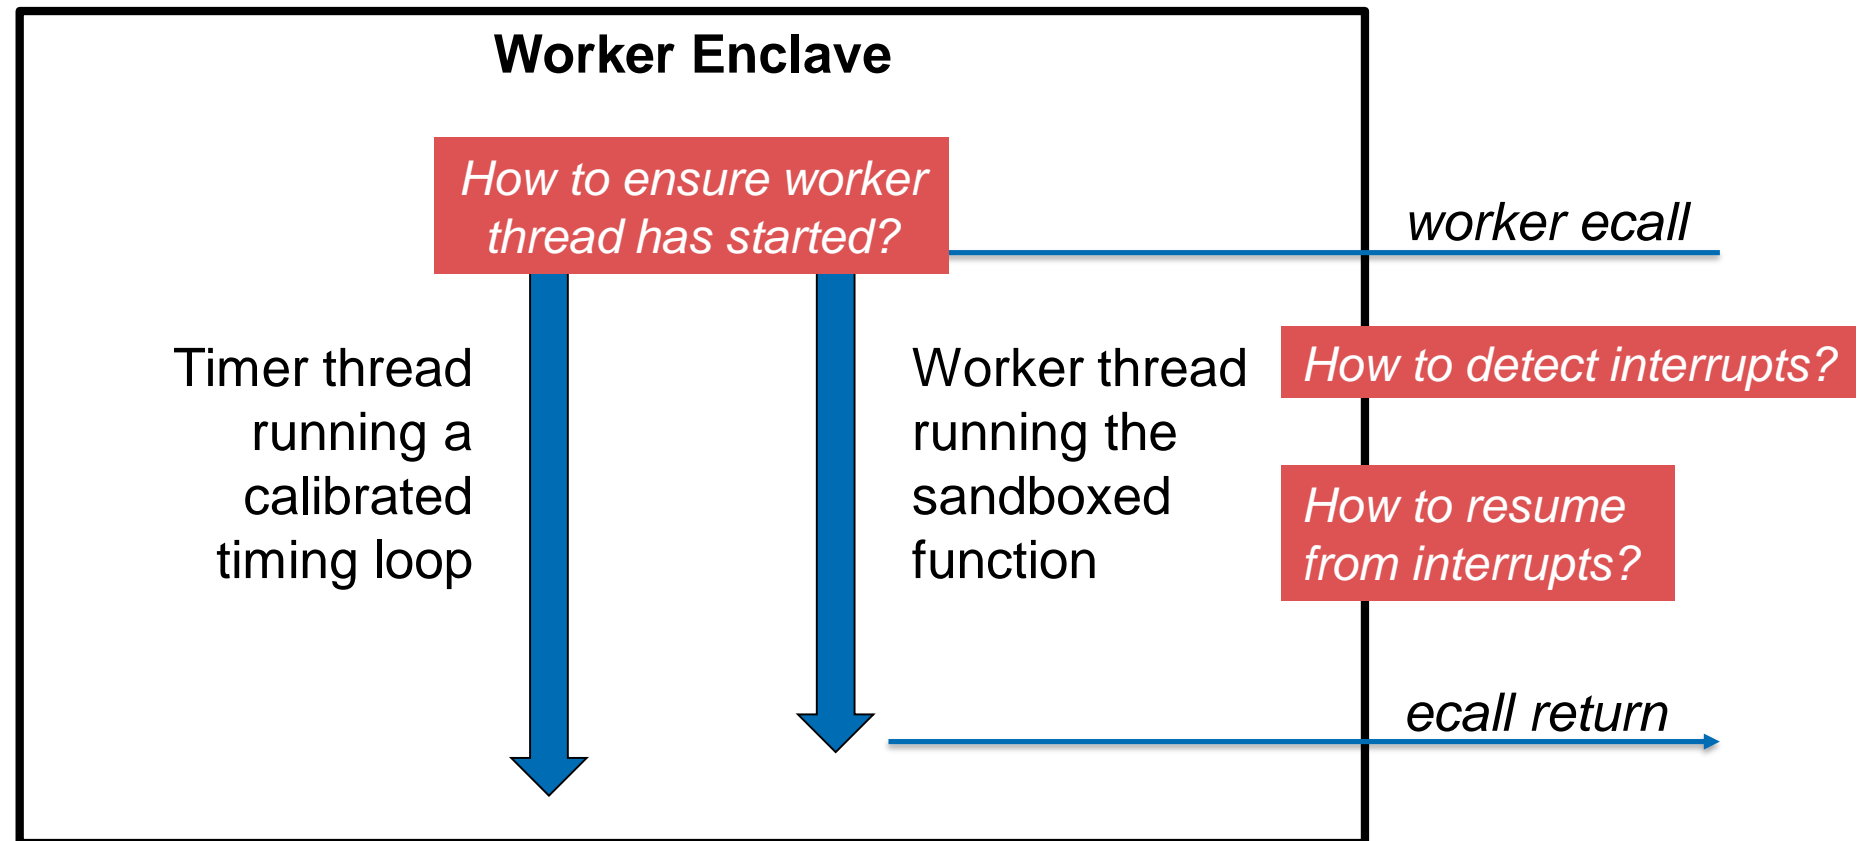 Worker Enclave
How to ensure worker
thread has started?
worker ecall
Timer thread
running a
calibrated
timing loop
Worker thread
running the
sandboxed
function
How to detect interrupts?
How to resume
from interrupts?
ecall return